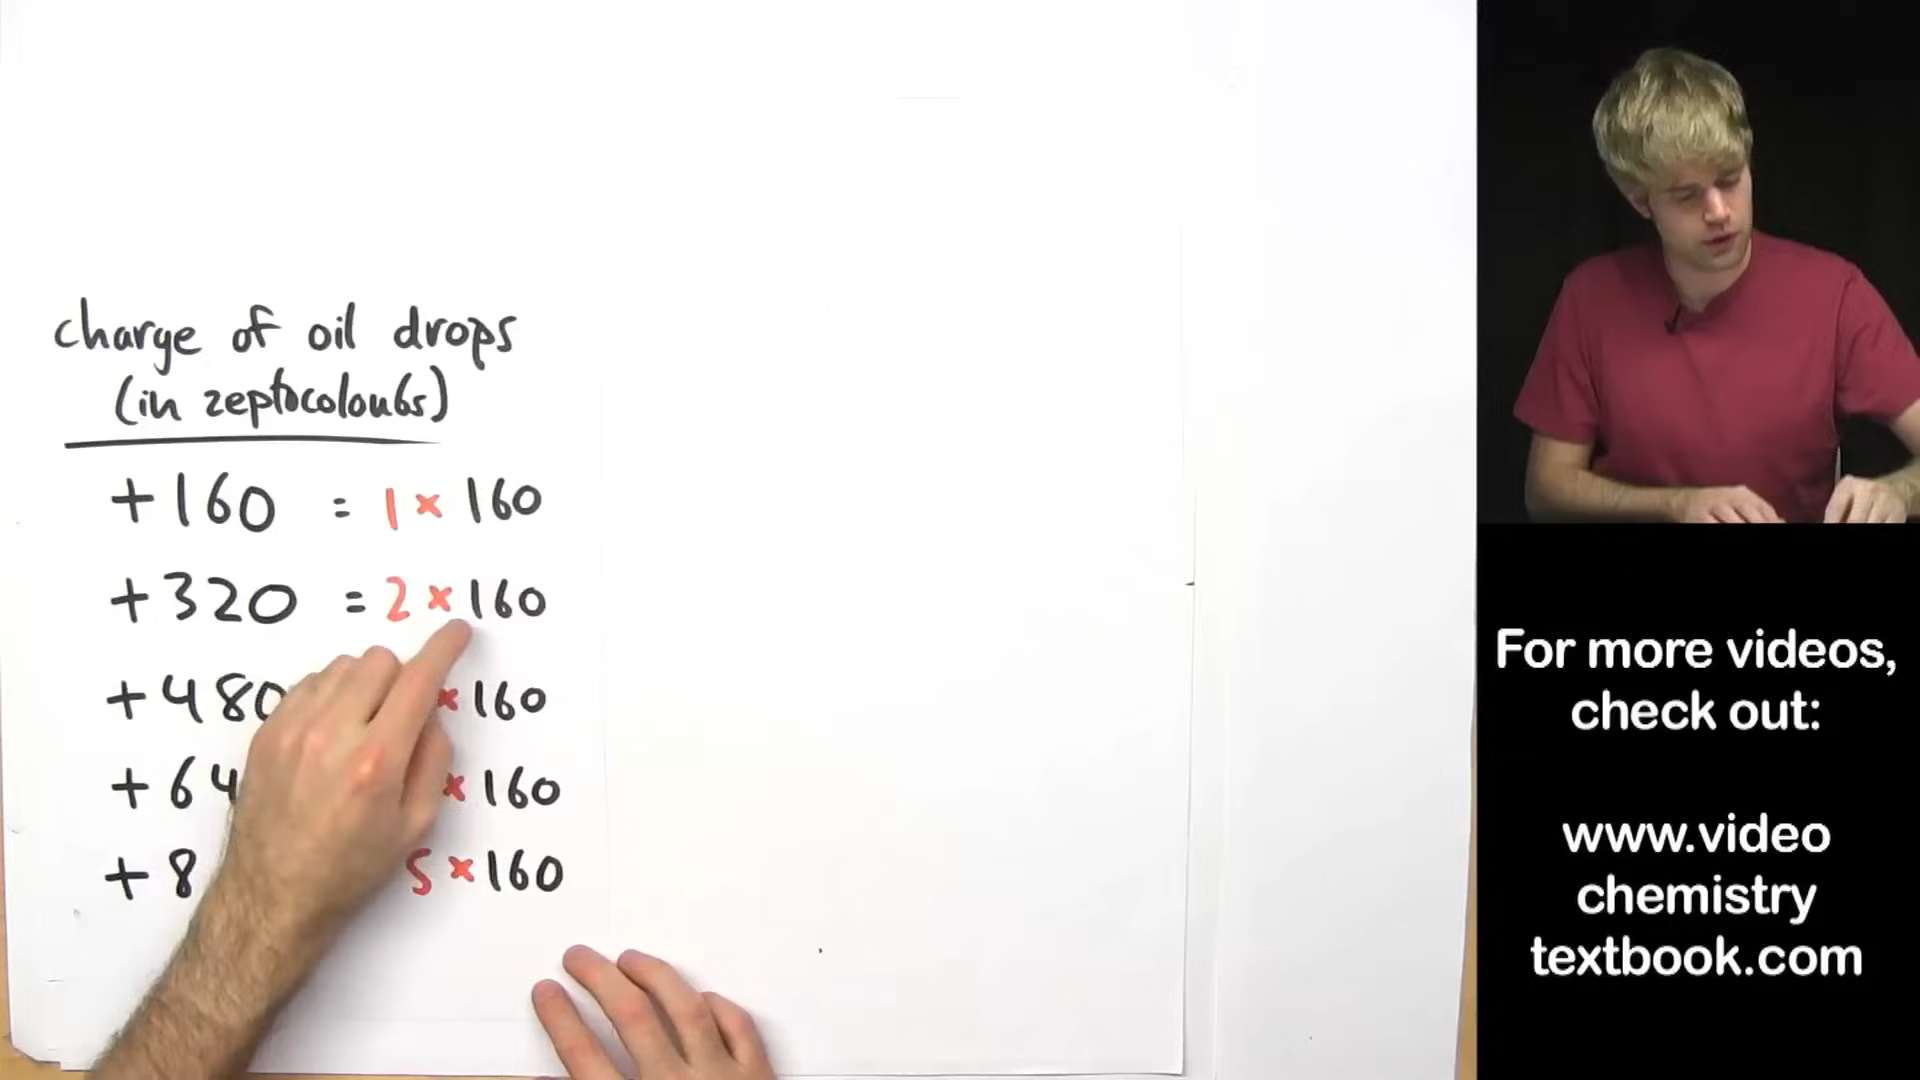 charge of oil drops
(in zeptocoloubs)
+160 = 1 × 160
+320 = 2 × 160
+480 × 160
+64 × 160
+8 5 × 160
For more videos,
check out:
www.video
chemistry
textbook.com